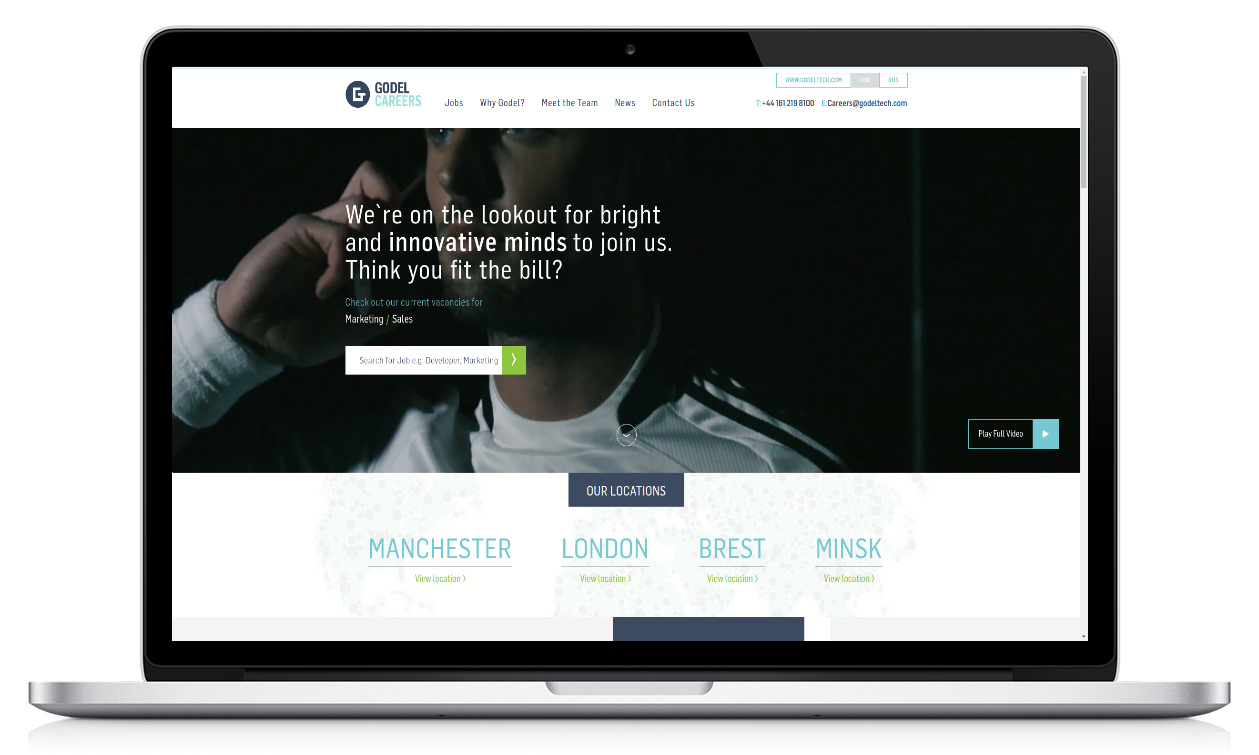 GODEL
CAREERS
Jobs Why Godel? Meet the Team News Contact Us
WWW.GODELTECH.COM ENG RUS
T:+44 161 219 8100 E:Careers@godeltech.com
We`re on the lookout for bright
and innovative minds to join us.
Think you fit the bill?
Check out our current vacancies for
Marketing / Sales
Search for Job e.g. Developer, Marketing
Play Full Video
OUR LOCATIONS
MANCHESTER LONDON BREST MINSK
View location 〉 View location 〉 View location 〉 View location 〉